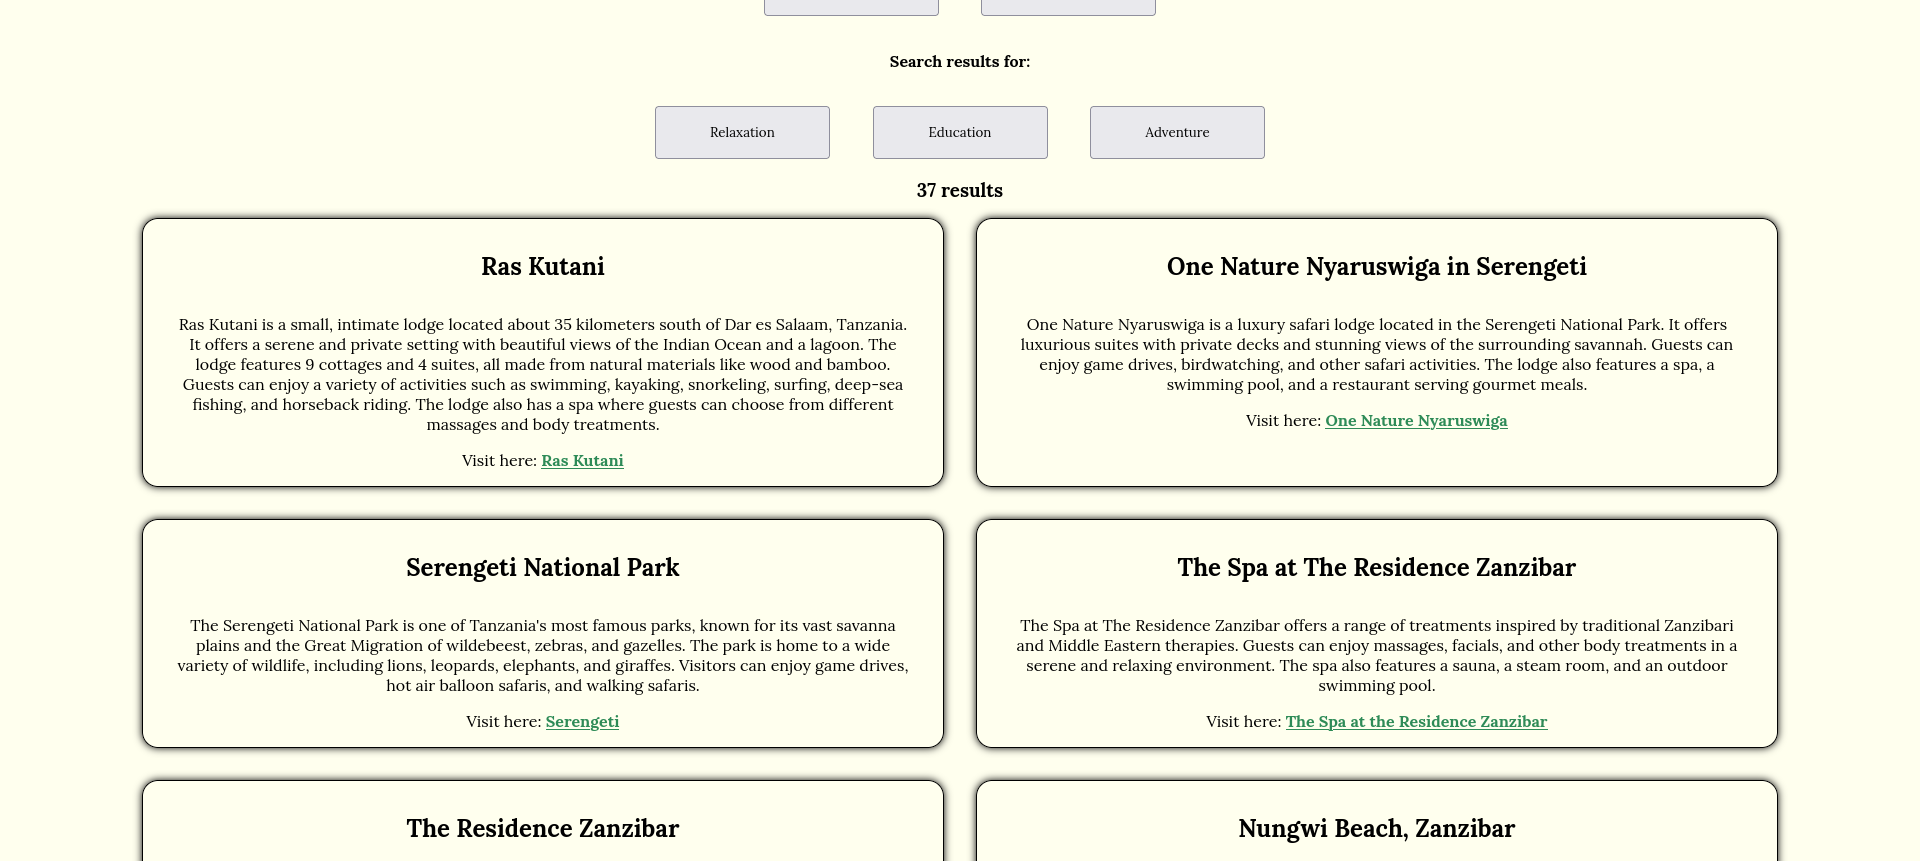 Search results for:
Relaxation
Education
Adventure
37 results
Ras Kutani
Ras Kutani is a small, intimate lodge located about 35 kilometers south of Dar es Salaam, Tanzania.
It offers a serene and private setting with beautiful views of the Indian Ocean and a lagoon. The
lodge features 9 cottages and 4 suites, all made from natural materials like wood and bamboo.
Guests can enjoy a variety of activities such as swimming, kayaking, snorkeling, surfing, deep-sea
fishing, and horseback riding. The lodge also has a spa where guests can choose from different
massages and body treatments.
Visit here: Ras Kutani
One Nature Nyaruswiga in Serengeti
One Nature Nyaruswiga is a luxury safari lodge located in the Serengeti National Park. It offers
luxurious suites with private decks and stunning views of the surrounding savannah. Guests can
enjoy game drives, birdwatching, and other safari activities. The lodge also features a spa, a
swimming pool, and a restaurant serving gourmet meals.
Visit here: One Nature Nyaruswiga
Serengeti National Park
The Serengeti National Park is one of Tanzania's most famous parks, known for its vast savanna
plains and the Great Migration of wildebeest, zebras, and gazelles. The park is home to a wide
variety of wildlife, including lions, leopards, elephants, and giraffes. Visitors can enjoy game drives,
hot air balloon safaris, and walking safaris.
Visit here: Serengeti
The Spa at The Residence Zanzibar
The Spa at The Residence Zanzibar offers a range of treatments inspired by traditional Zanzibari
and Middle Eastern therapies. Guests can enjoy massages, facials, and other body treatments in a
serene and relaxing environment. The spa also features a sauna, a steam room, and an outdoor
swimming pool.
Visit here: The Spa at the Residence Zanzibar
The Residence Zanzibar
Nungwi Beach, Zanzibar